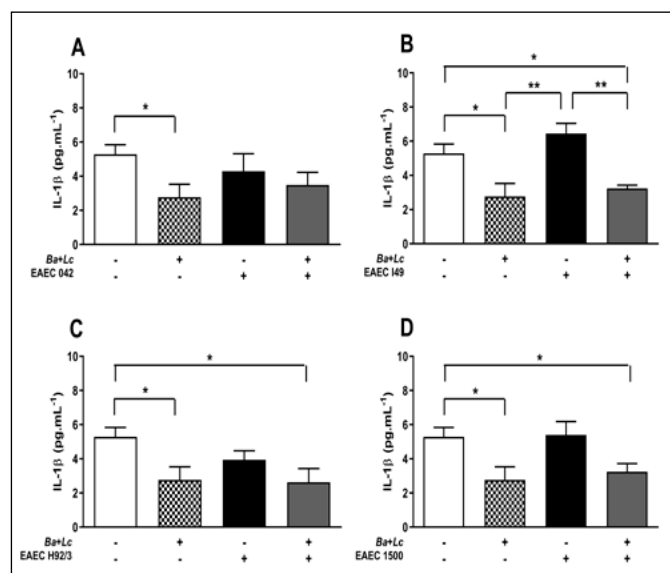 A
*
10
8
6
4
2
0
IL-1β (pg.mL-1)
Ba+Lc - + - +
EAEC 042 - - + +
B
*
* ** **
10
8
6
4
2
0
IL-1β (pg.mL-1)
Ba+Lc - + - +
EAEC I49 - - + +
C
*
*
10
8
6
4
2
0
IL-1β (pg.mL-1)
Ba+Lc - + - +
EAEC H92/3 - - + +
D
*
*
10
8
6
4
2
0
IL-1β (pg.mL-1)
Ba+Lc - + - +
EAEC 1500 - - + +